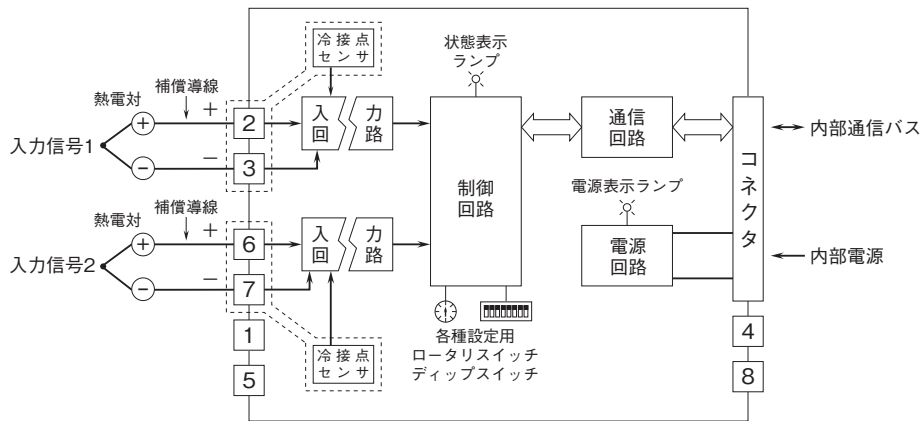 冷接点
センサ
状態表示
ランプ
補償導線
熱電対
+
+
2
入
回
力
路
入力信号1
−
−
3
制御
回路
通信
回路
コネクタ
内部通信バス
電源表示ランプ
熱電対
補償導線
+
+
6
入
回
力
路
入力信号2
−
−
7
電源
回路
内部電源
1
5
冷接点
センサ
各種設定用
ロータリスイッチ
ディップスイッチ
4
8